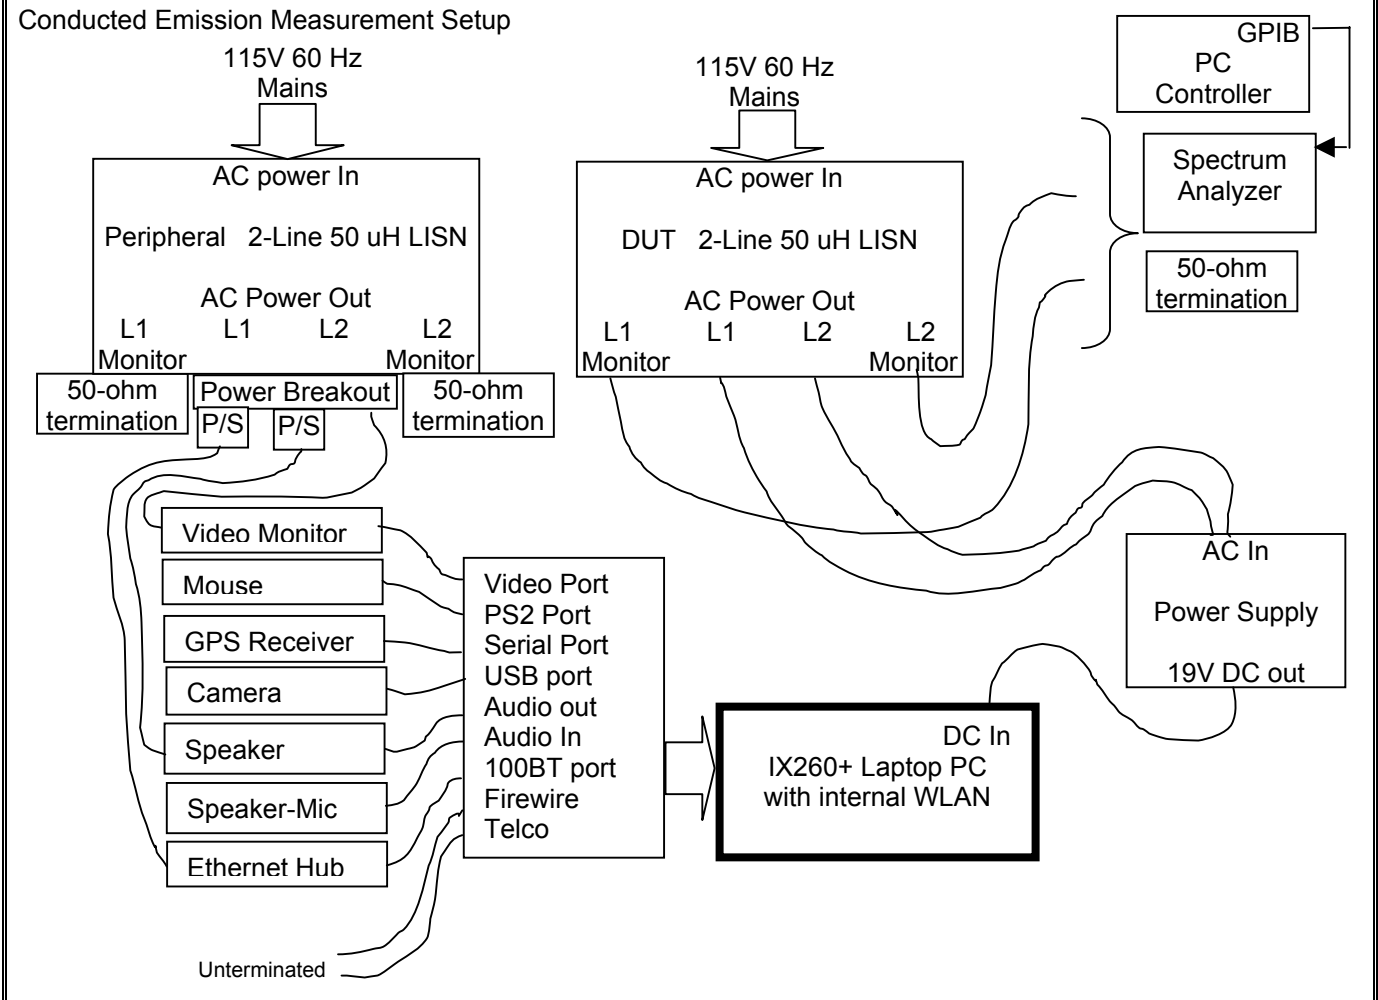 Conducted Emission Measurement Setup
115V 60 Hz
Mains
AC power In
Peripheral 2-Line 50 uH LISN
AC Power Out
L1 L1 L2 L2
Monitor Monitor
50-ohm
termination
Power Breakout
P/S P/S
50-ohm
termination
115V 60 Hz
Mains
AC power In
DUT 2-Line 50 uH LISN
AC Power Out
L1 L1 L2 L2
Monitor Monitor
GPIB
PC
Controller
Spectrum
Analyzer
50-ohm
termination
Video Monitor
Mouse
GPS Receiver
Camera
Speaker
Speaker-Mic
Ethernet Hub
Unterminated
Video Port
PS2 Port
Serial Port
USB port
Audio out
Audio In
100BT port
Firewire
Telco
DC In
IX260+ Laptop PC
with internal WLAN
AC In
Power Supply
19V DC out